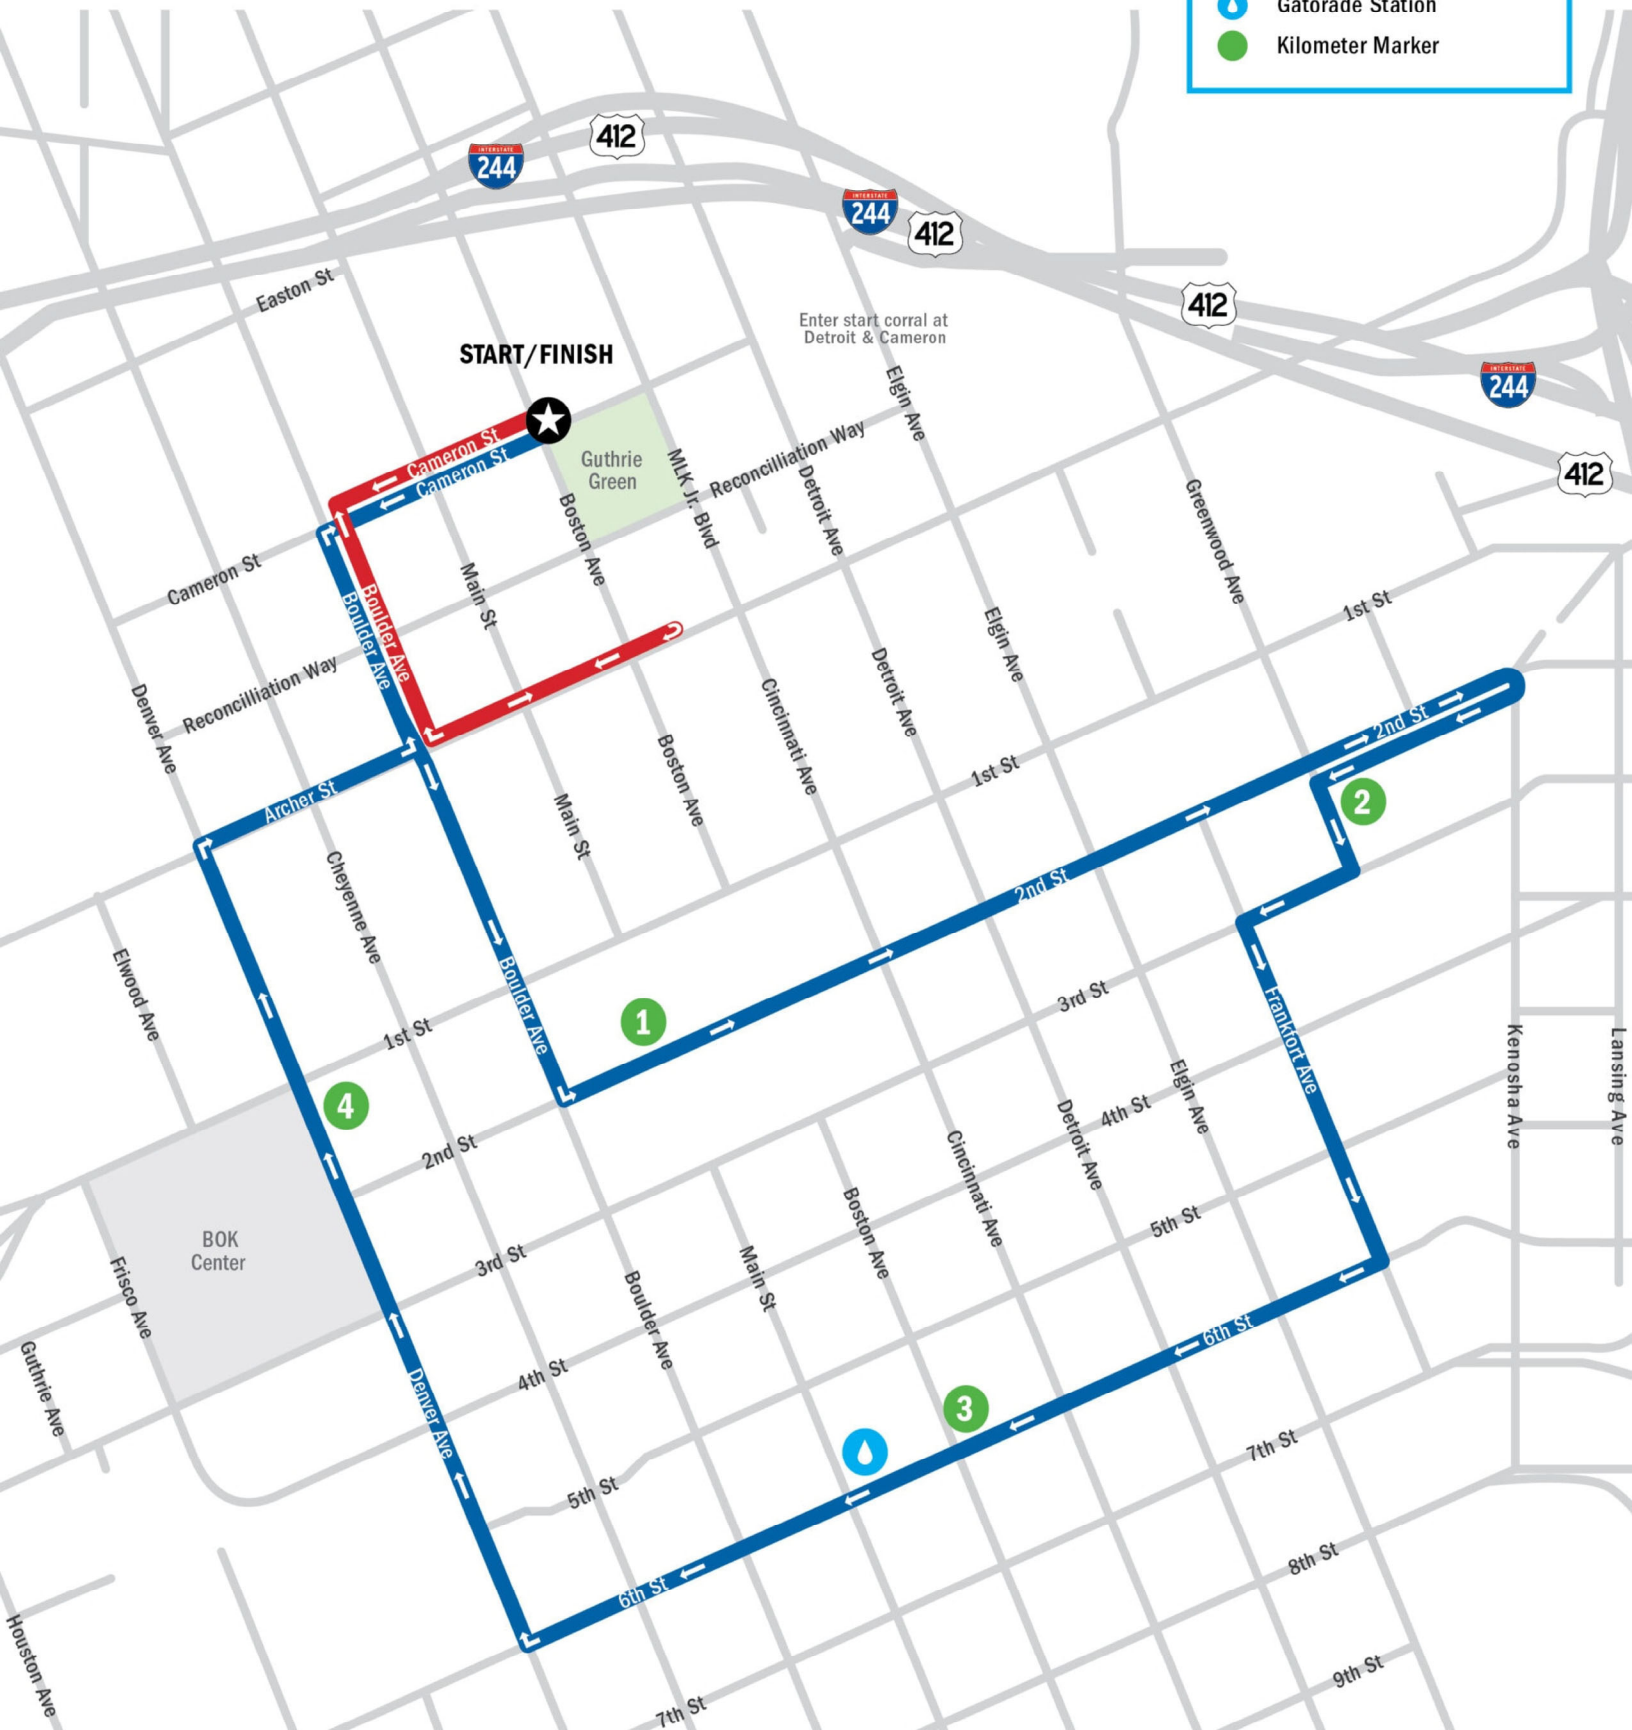 Gatorade Station
Kilometer Marker
412
INTERSTATE
244
INTERSTATE
244
412
412
Easton St
Enter start corral at
Detroit & Cameron
START/FINISH
INTERSTATE
244
412
Elgin Ave
Cameron St
Cameron St
Guthrie
Green
MLK Jr. Blvd
Reconcilliation Way
Detroit Ave
Boston Ave
Greenwood Ave
Cameron St
Main St
Boulder Ave
Boulder Ave
1st St
Elgin Ave
Reconcilliation Way
Denver Ave
Detroit Ave
Cincinnati Ave
2nd St
Boston Ave
1st St
Archer St
Main St
2
Cheyenne Ave
2nd St
Elwood Ave
Boulder Ave
1
1st St
3rd St
Frankfort Ave
4
Kenosha Ave
Lansing Ave
2nd St
Elgin Ave
4th St
Detroit Ave
Cincinnati Ave
BOK
Center
3rd St
Boston Ave
5th St
Frisco Ave
Main St
Boulder Ave
6th St
Guthrie Ave
4th St
Denver Ave
3
7th St
5th St
6th St
8th St
Houston Ave
9th St
7th St